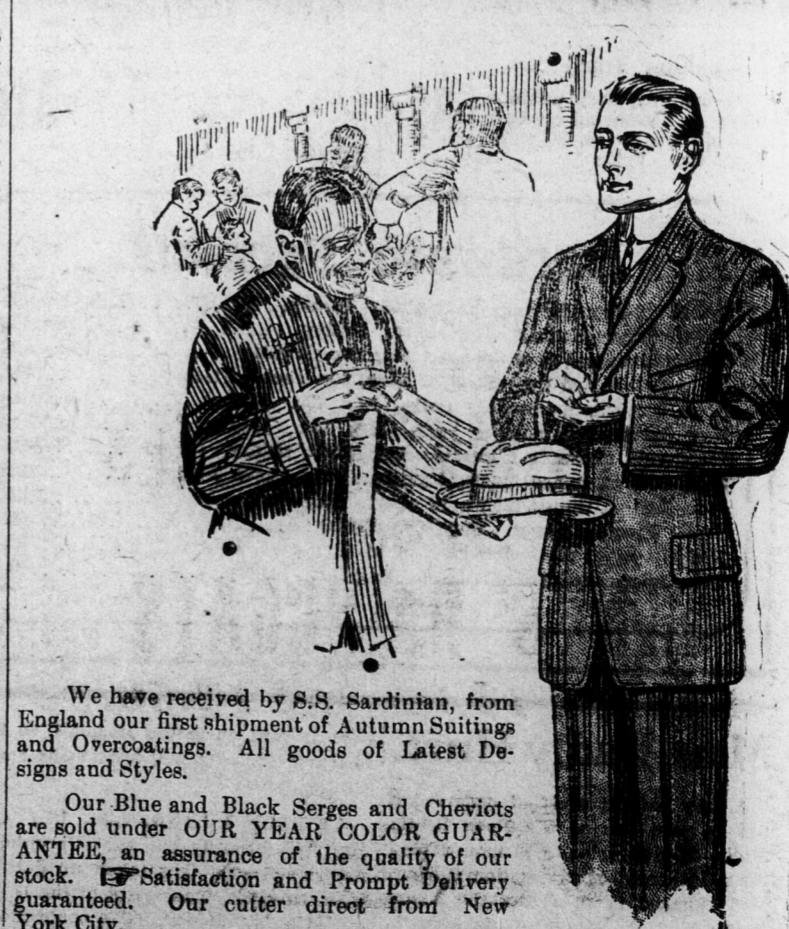 We have received by S.S. Sardinian, from
England our first shipment of Autumn Suitings
and Overcoatings. All goods of Latest De-
signs and Styles.
Our Blue and Black Serges and Cheviots
are sold under OUR YEAR COLOR GUAR-
ANTEE, an assurance of the quality of our
stock. ☞Satisfaction and Prompt Delivery
guaranteed. Our cutter direct from New
York City.